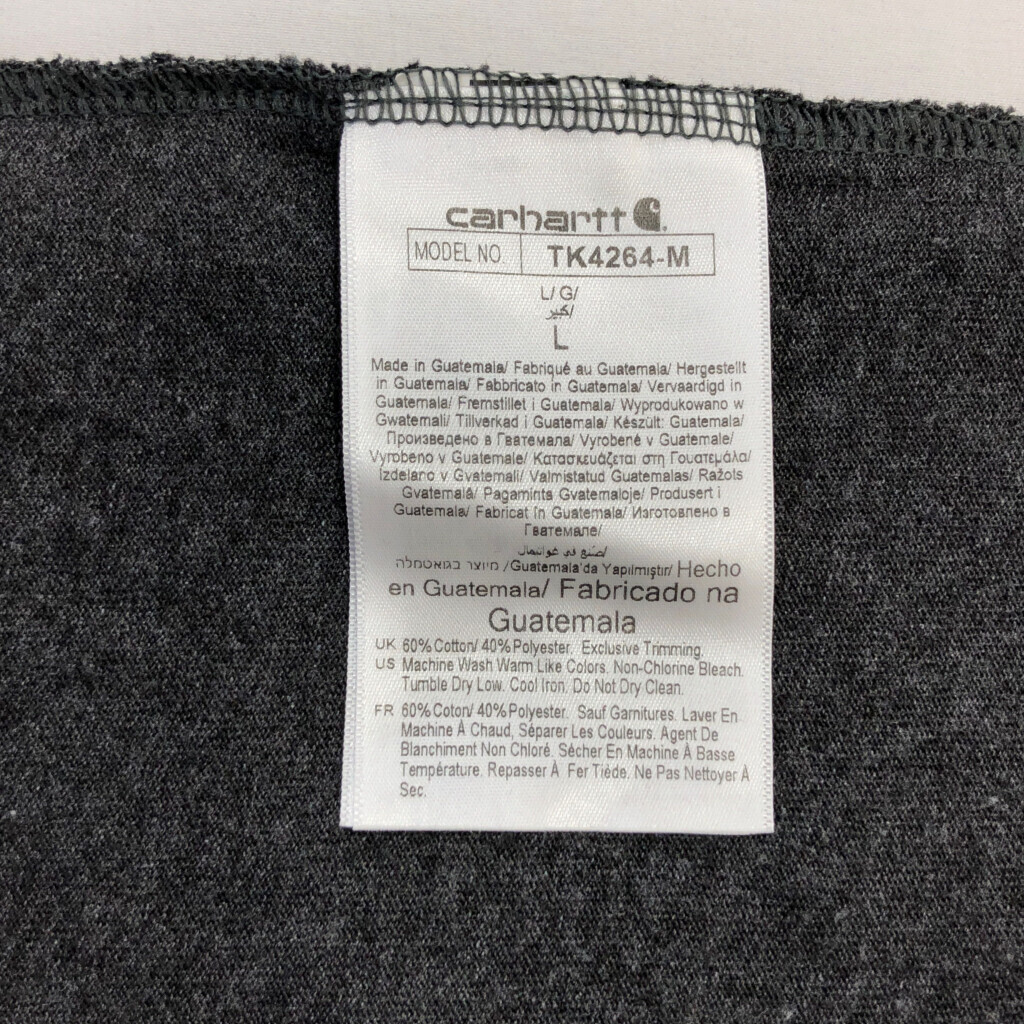 carhartt
MODEL NO. TK4264-M
L/ G/
كبير/
L
Made in Guatemala/ Fabriqué au Guatemala/ Hergestellt
in Guatemala/ Fabbricato in Guatemala/ Vervaardigd in
Guatemala/ Fremstillet i Guatemala/ Wyprodukowano w
Gwatemali/ Tillverkad i Guatemala/ Készült: Guatemala/
Произведено в Гватемала/ Vyrobené v Guatemale/
Vyrobeno v Guatemale/ Κατασκευάζεται στη Γουατεμάλα/
Izdelano v Gvatemali/ Valmistatud Guatemalas/ Ražots
Gvatemalā/ Pagaminta Gvatemaloje/ Produsert i
Guatemala/ Fabricat în Guatemala/ Изготовлено в
Гватемале/
صنع في غواتيمال/
מיוצר בגואטמלה /Guatemala'da Yapılmıştır/ Hecho
en Guatemala/ Fabricado na
Guatemala
UK 60% Cotton/ 40% Polyester. Exclusive Trimming.
US Machine Wash Warm Like Colors. Non-Chlorine Bleach.
Tumble Dry Low. Cool Iron. Do Not Dry Clean.
FR 60% Coton/ 40% Polyester. Sauf Garnitures. Laver En
Machine À Chaud, Séparer Les Couleurs. Agent De
Blanchiment Non Chloré. Sécher En Machine À Basse
Température. Repasser À Fer Tiède. Ne Pas Nettoyer À
Sec.